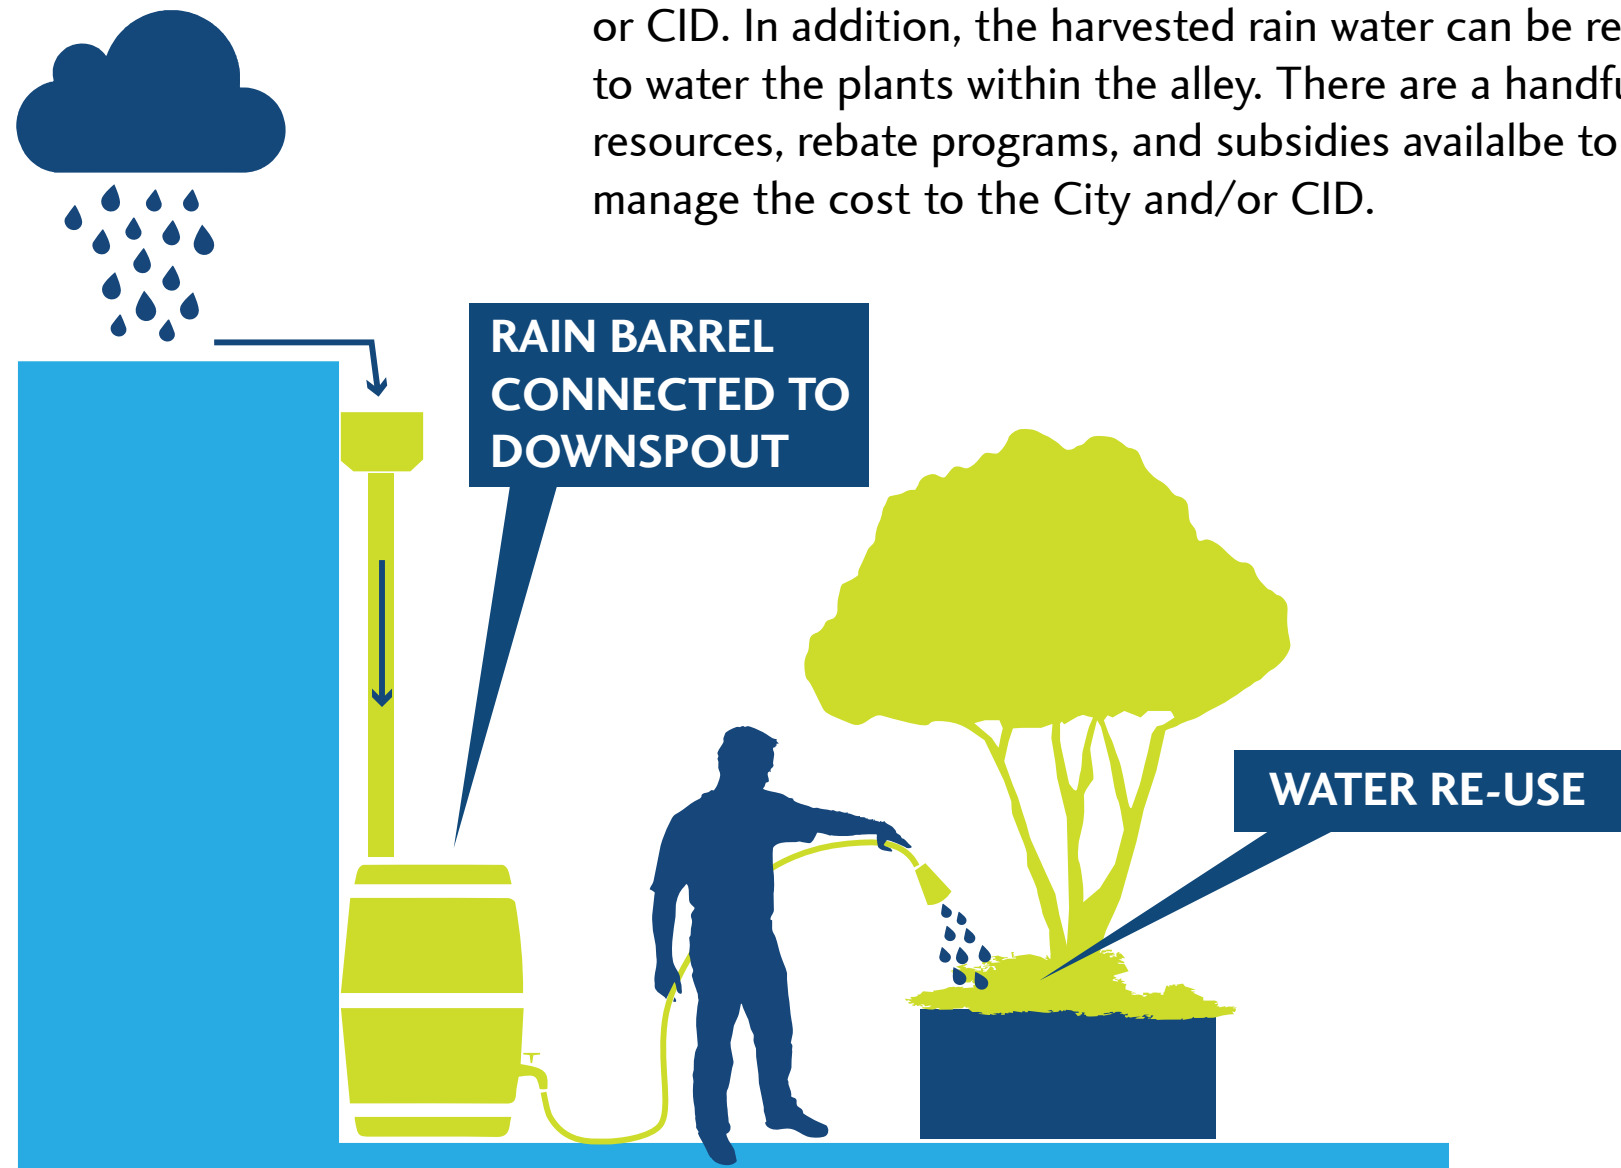 or CID. In addition, the harvested rain water can be re
to water the plants within the alley. There are a handfu
resources, rebate programs, and subsidies availalbe to
manage the cost to the City and/or CID.
RAIN BARREL
CONNECTED TO
DOWNSPOUT
WATER RE-USE